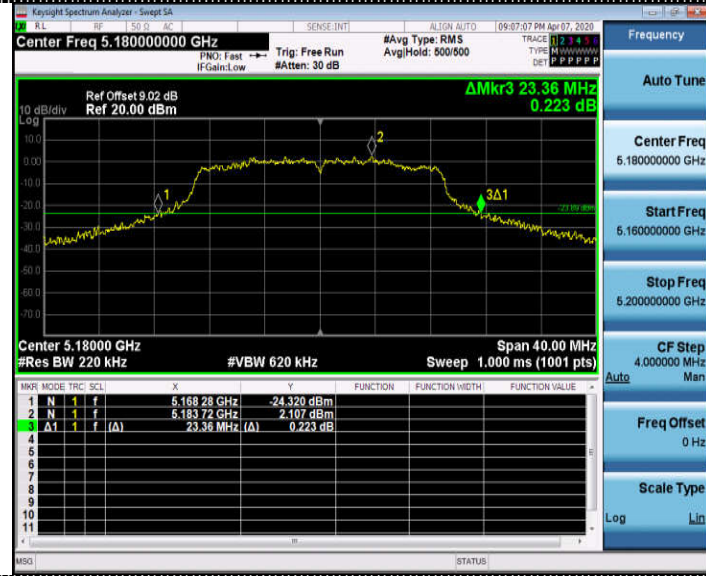 Keysight Spectrum Analyzer - Swept SA
RL RF 50 Ω AC SENSE:INT ALIGN AUTO 09:07:07 PM Apr 07, 2020
Center Freq 5.180000000 GHz
PNO: Fast
IFGain:Low
Trig: Free Run
#Atten: 30 dB
#Avg Type: RMS
Avg|Hold: 500/500
TRACE 1 2 3 4 5 6
TYPE M W W W W W
DET P P P P P P
Frequency
Ref Offset 9.02 dB
Ref 20.00 dBm
10 dB/div
Log
ΔMkr3 23.36 MHz
0.223 dB
10.0
0.00
-10.0
-20.0
-30.0
-40.0
-50.0
-60.0
-70.0
1
2
3Δ1
Center 5.18000 GHz
Span 40.00 MHz
#Res BW 220 kHz
#VBW 620 kHz
Sweep 1.000 ms (1001 pts)
MKR MODE TRC SCL X Y FUNCTION FUNCTION WIDTH FUNCTION VALUE
1 N 1 f 5.168 28 GHz -24.320 dBm
2 N 1 f 5.183 72 GHz 2.107 dBm
3 Δ1 1 f (Δ) 23.36 MHz (Δ) 0.223 dB
4
5
6
7
8
9
10
11
MSG
STATUS
Auto Tune
Center Freq
5.180000000 GHz
Start Freq
5.160000000 GHz
Stop Freq
5.200000000 GHz
CF Step
4.000000 MHz
Auto Man
Freq Offset
0 Hz
Scale Type
Log Lin